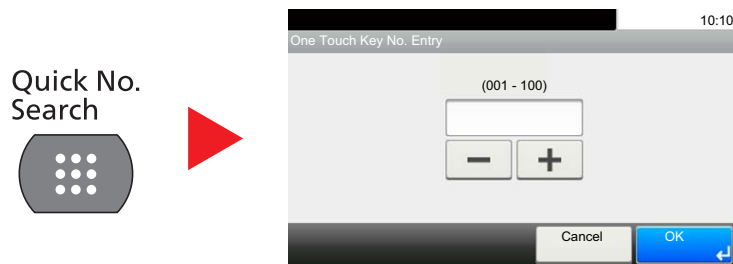 Quick No.
Search
10:10
One Touch Key No. Entry
(001 - 100)
Cancel
OK